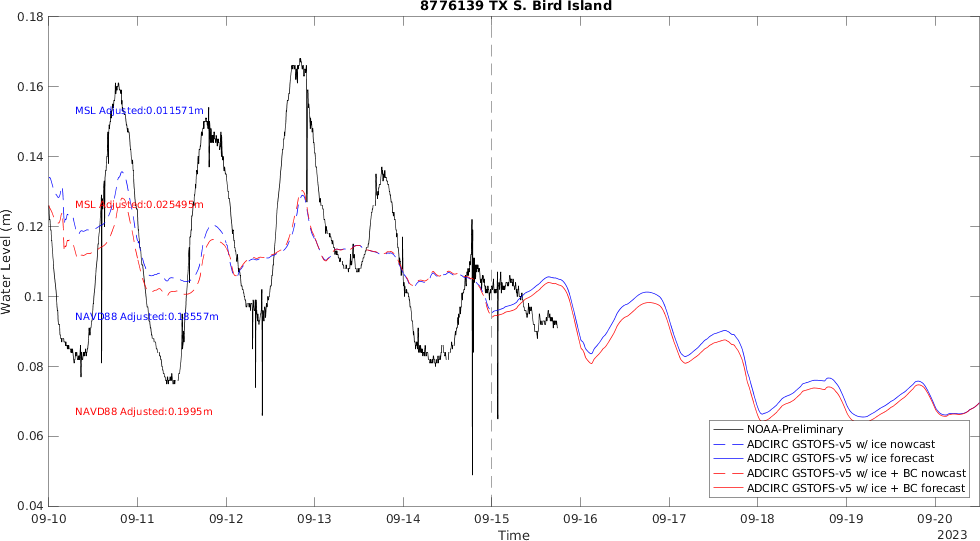 8776139 TX S. Bird Island
0.18
0.16
0.14
0.12
0.1
0.08
0.06
0.04
Water Level (m)
MSL Adjusted:0.011571m
MSL Adjusted:0.025495m
NAVD88 Adjusted:0.18557m
NAVD88 Adjusted:0.1995m
NOAA-Preliminary
ADCIRC GSTOFS-v5 w/ ice nowcast
ADCIRC GSTOFS-v5 w/ ice forecast
ADCIRC GSTOFS-v5 w/ ice + BC nowcast
ADCIRC GSTOFS-v5 w/ ice + BC forecast
09-10 09-11 09-12 09-13 09-14 09-15 09-16 09-17 09-18 09-19 09-20
Time 2023